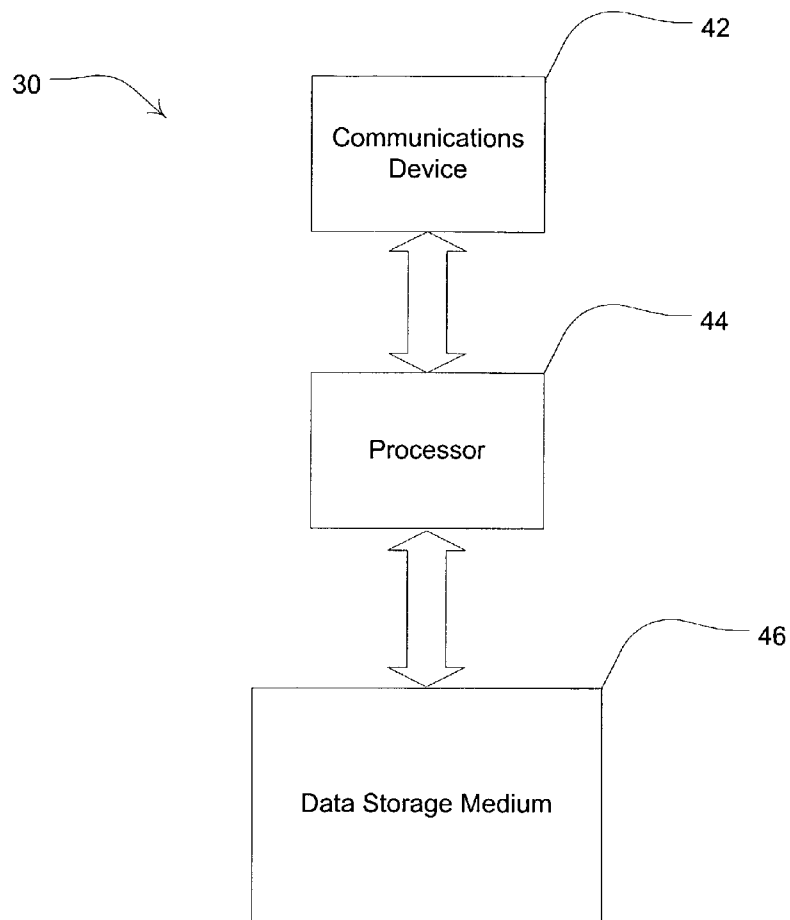 42
30
Communications
Device
44
Processor
46
Data Storage Medium